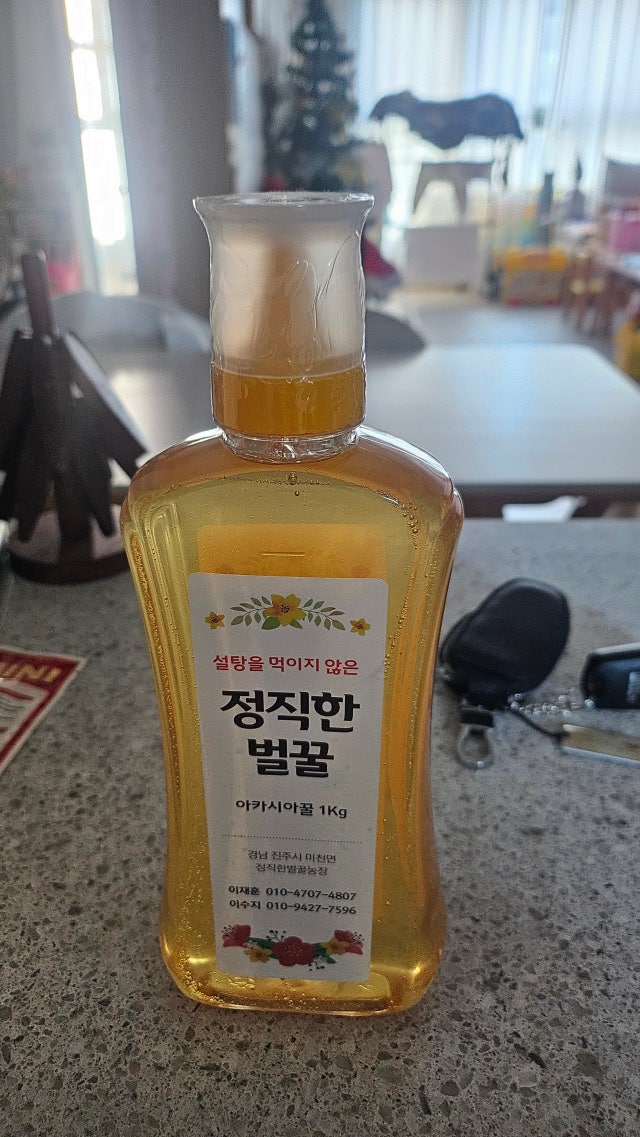 설탕을 먹이지 않은
정직한
벌꿀
아카시아꿀 1Kg
경남 진주시 미천면
정직한벌꿀농장
이재훈 010-4707-4807
이수지 010-9427-7596